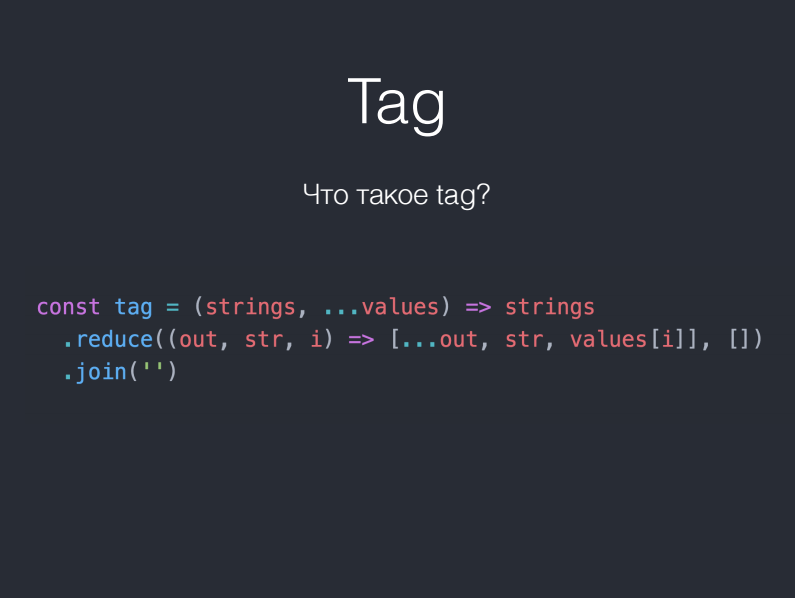 Tag
Что такое tag?
const tag = (strings, ...values) => strings
  .reduce((out, str, i) => [...out, str, values[i]], [])
  .join('')